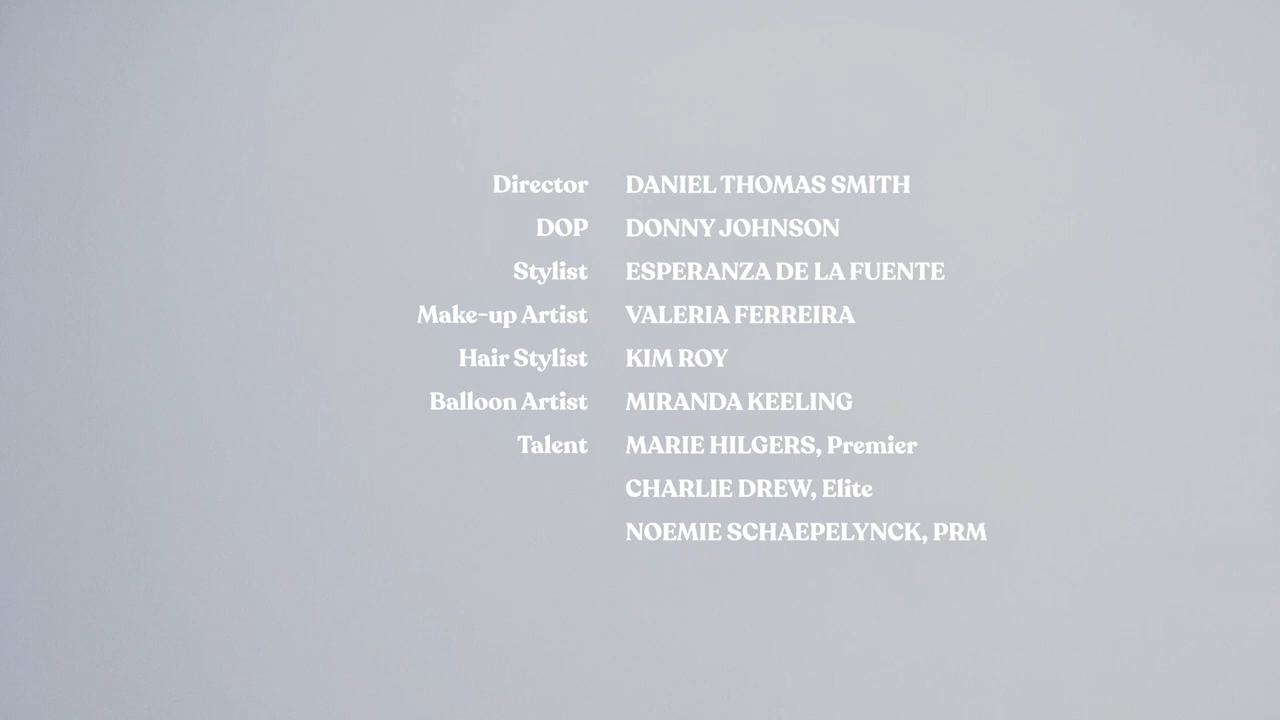 Director DANIEL THOMAS SMITH
DOP DONNY JOHNSON
Stylist ESPERANZA DE LA FUENTE
Make-up Artist VALERIA FERREIRA
Hair Stylist KIM ROY
Balloon Artist MIRANDA KEELING
Talent MARIE HILGERS, Premier
CHARLIE DREW, Elite
NOEMIE SCHAEPELYNCK, PRM